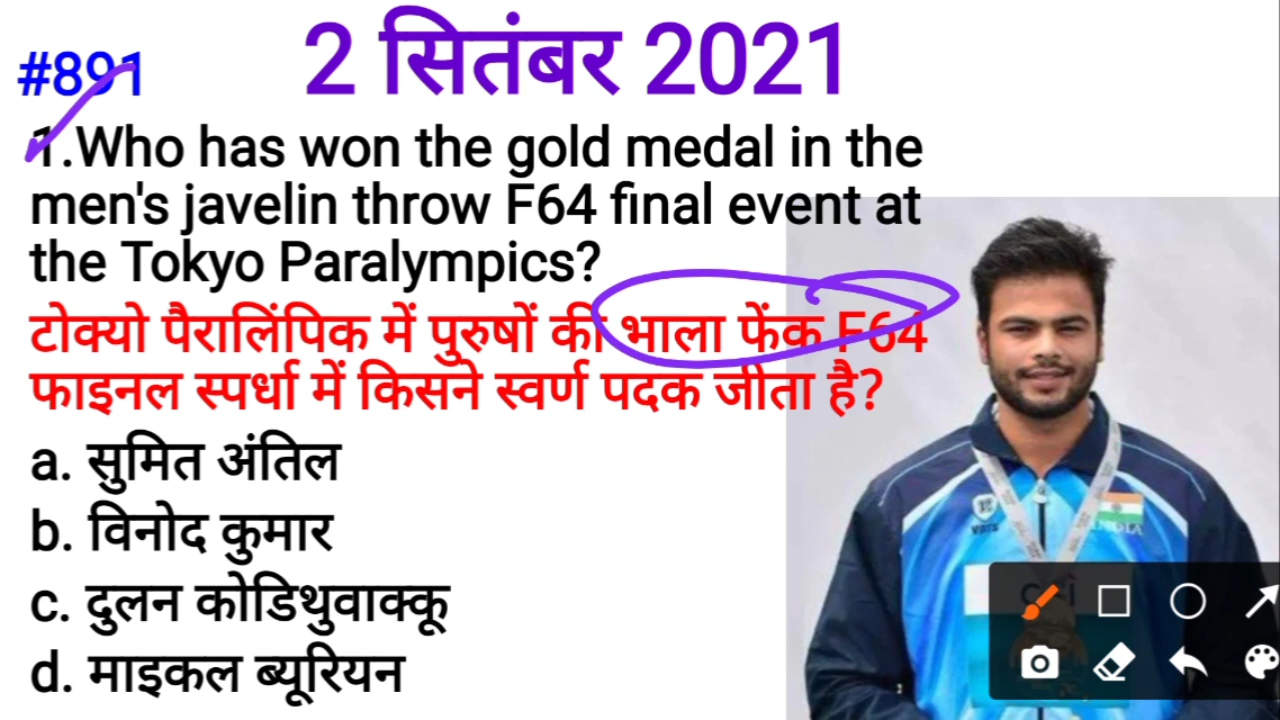 #891
2 सितंबर 2021
1.Who has won the gold medal in the
men's javelin throw F64 final event at
the Tokyo Paralympics?
टोक्यो पैरालिंपिक में पुरुषों की भाला फेंक F64
फाइनल स्पर्धा में किसने स्वर्ण पदक जीता है?
a. सुमित अंतिल
b. विनोद कुमार
c. दुलन कोडिथुवाक्कू
d. माइकल ब्यूरियन
INDIA